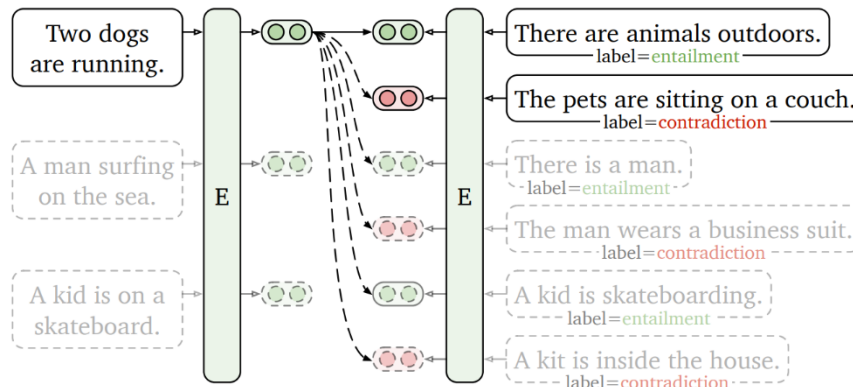 Two dogs
are running.
E
E
There are animals outdoors.
label=entailment
The pets are sitting on a couch.
label=contradiction
A man surfing
on the sea.
There is a man.
label=entailment
The man wears a business suit.
label=contradiction
A kid is on a
skateboard.
A kid is skateboarding.
label=entailment
A kit is inside the house.
label=contradiction